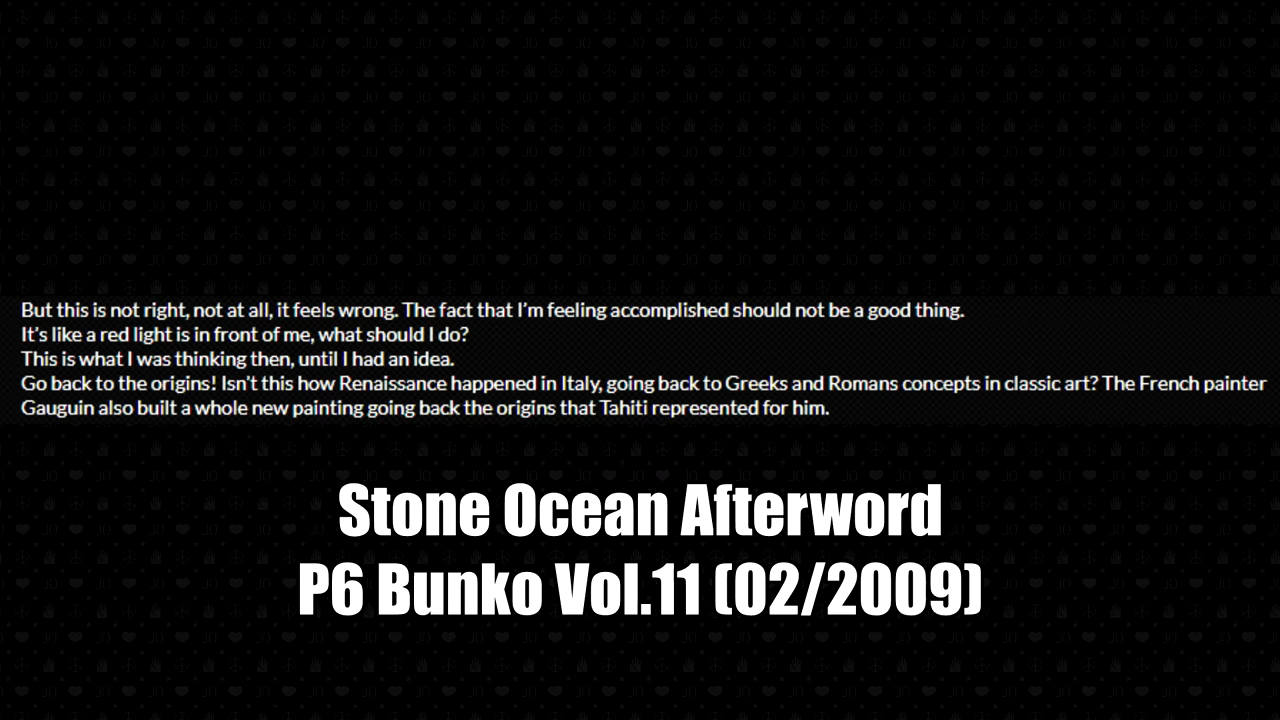 But this is not right, not at all, it feels wrong. The fact that I'm feeling accomplished should not be a good thing.
It's like a red light is in front of me, what should I do?
This is what I was thinking then, until I had an idea.
Go back to the origins! Isn't this how Renaissance happened in Italy, going back to Greeks and Romans concepts in classic art? The French painter
Gauguin also built a whole new painting going back the origins that Tahiti represented for him.
Stone Ocean Afterword
P6 Bunko Vol.11 (02/2009)